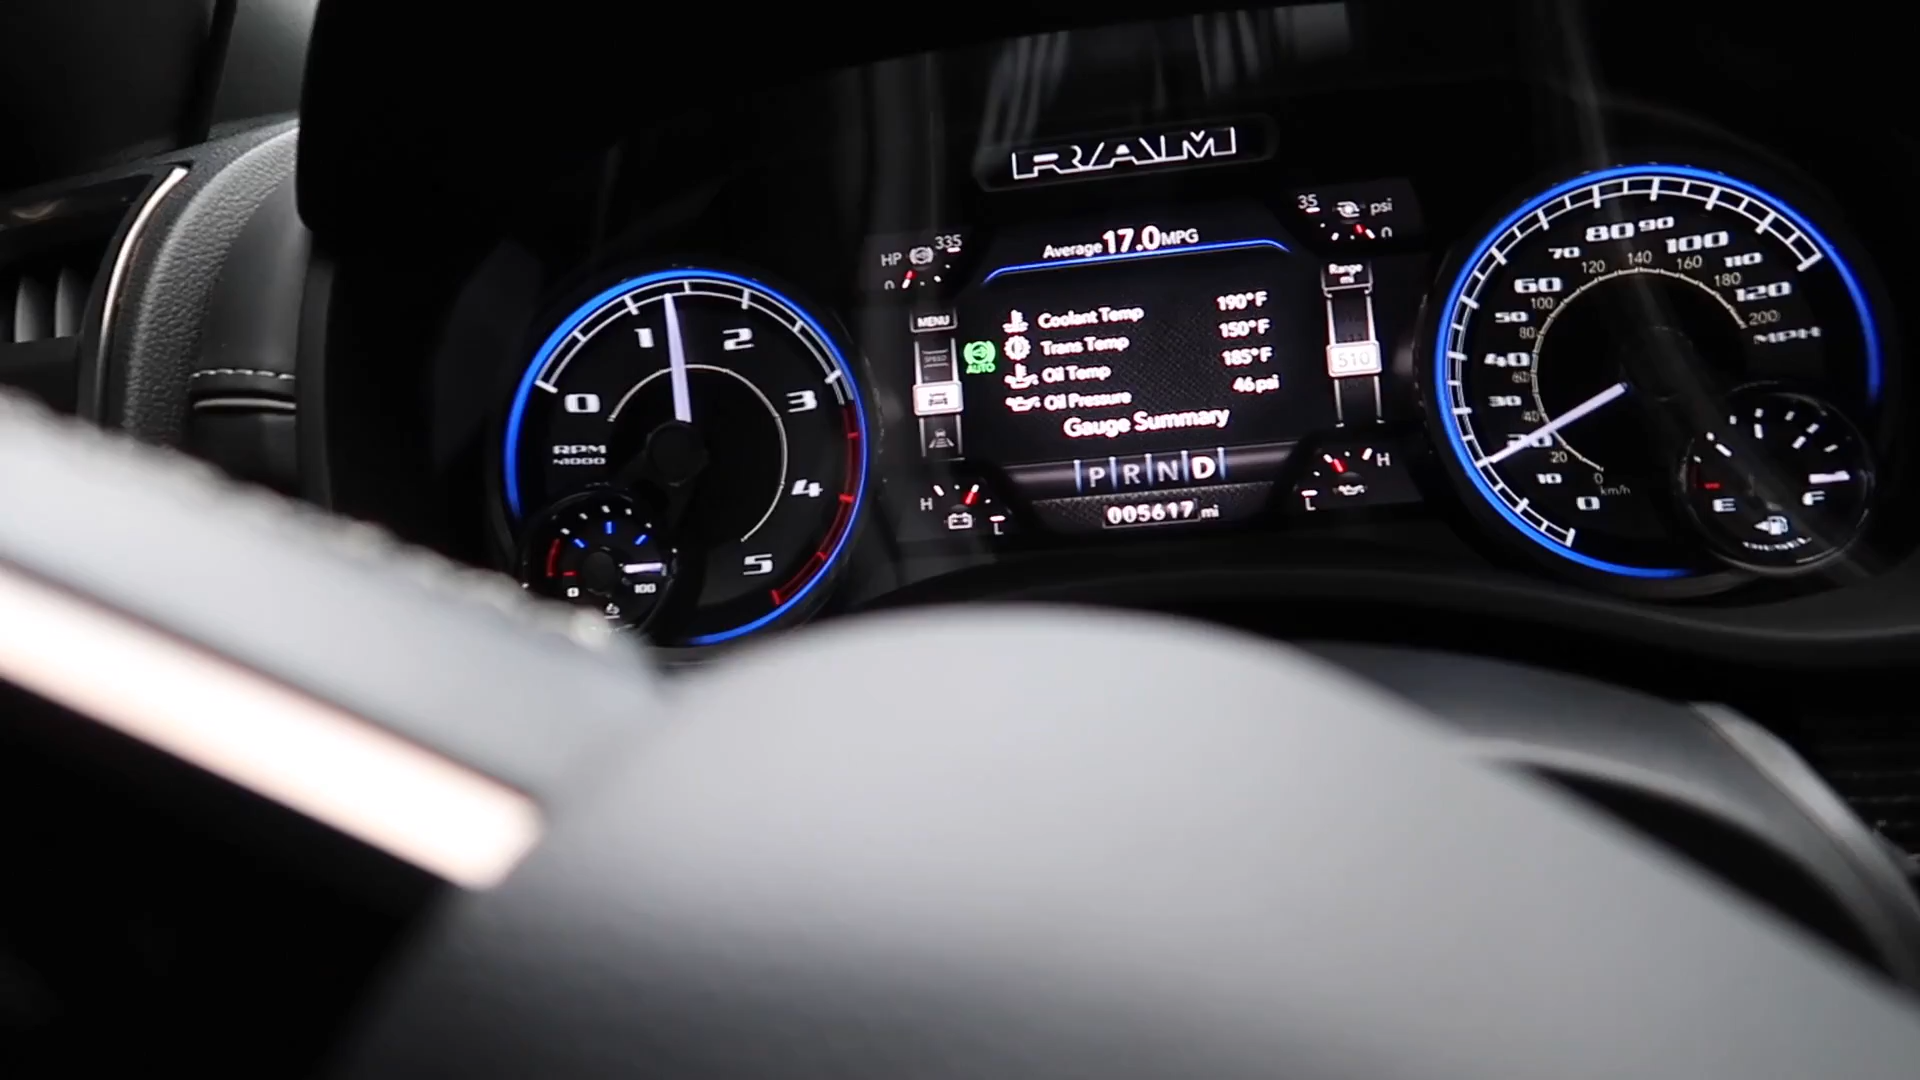 RAM
35 psi
0
HP 335
0
Average 17.0 MPG
MENU
SPEED
AUTO
Coolant Temp 190°F
Trans Temp 150°F
Oil Temp 185°F
Oil Pressure 46 psi
Gauge Summary
Range
mi
510
P R N D
005617 mi
H L
H L
0 1 2 3 4 5
RPM
x1000
0 100
0 10 20 30 40 50 60 70 80 90 100 110 120
MPH
0 20 40 60 80 100 120 140 160 180 200
km/h
E F
DIESEL